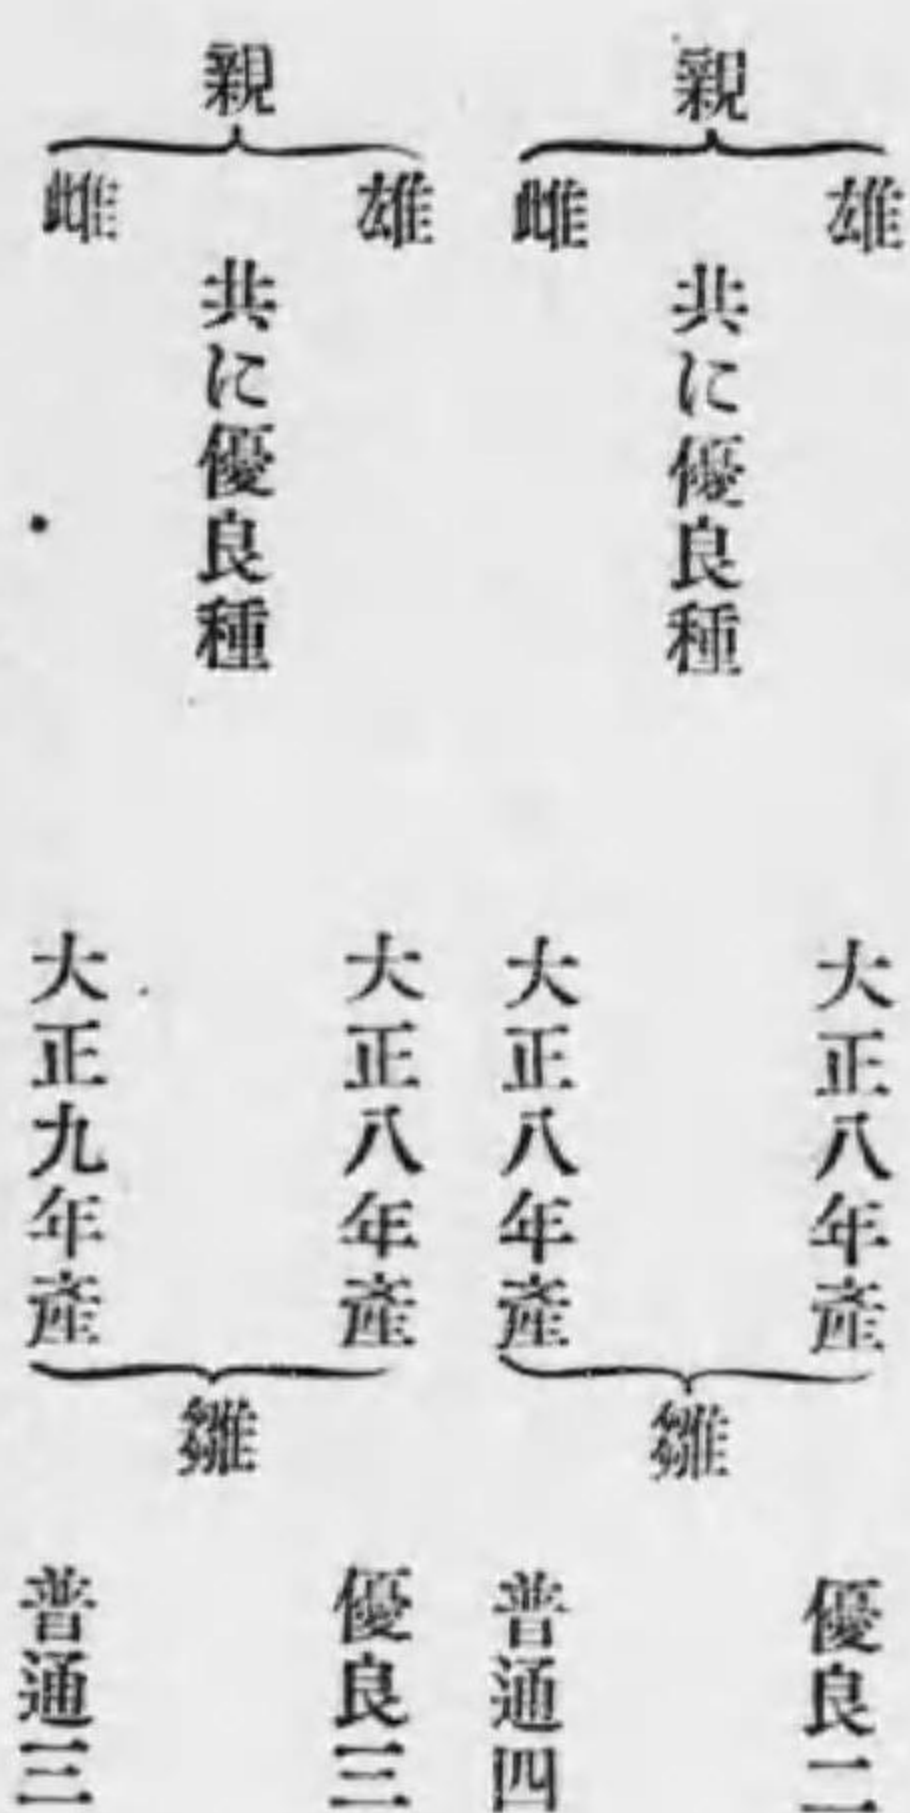 親
雄
共に優良種
雌
大正八年産
大正八年産
雛
優良二
普通四
親
雄
共に優良種
雌
大正八年産
大正九年産
雛
優良三
普通三